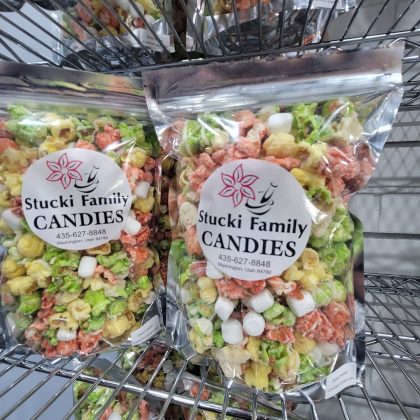 Stucki Family
CANDIES
435-627-8848
Washington, Utah 84780
Stucki Family
CANDIES
435-627-8848
Washington, Utah 84780